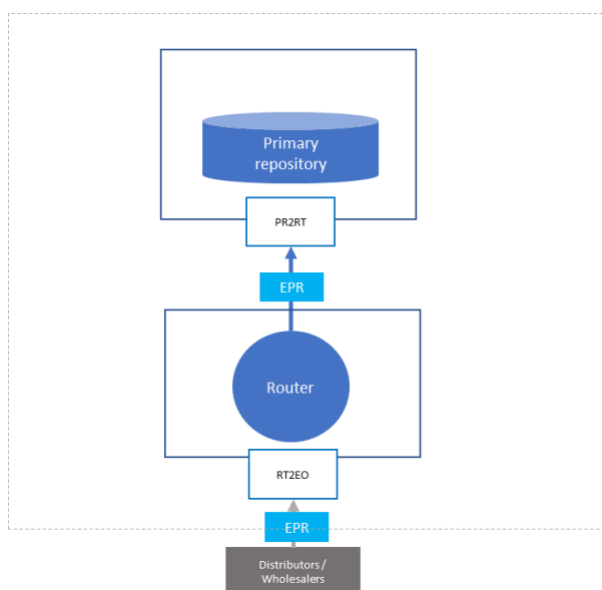 Primary
repository
PR2RT
EPR
Router
RT2EO
EPR
Distributors /
Wholesalers